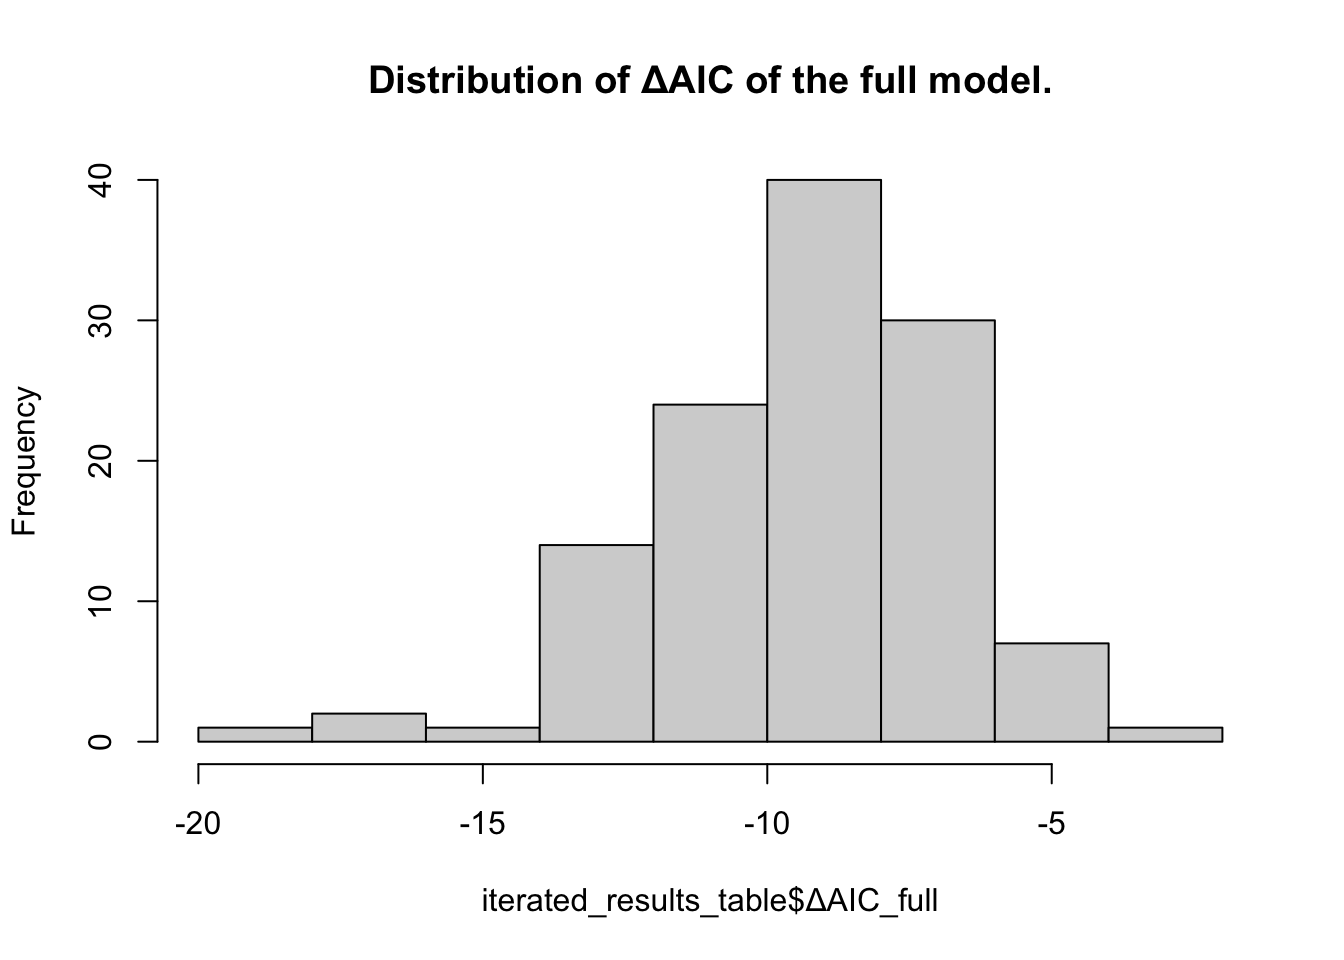 Distribution of ΔAIC of the full model.
40
30
20
10
0
Frequency
-20 -15 -10 -5
iterated_results_table$ΔAIC_full